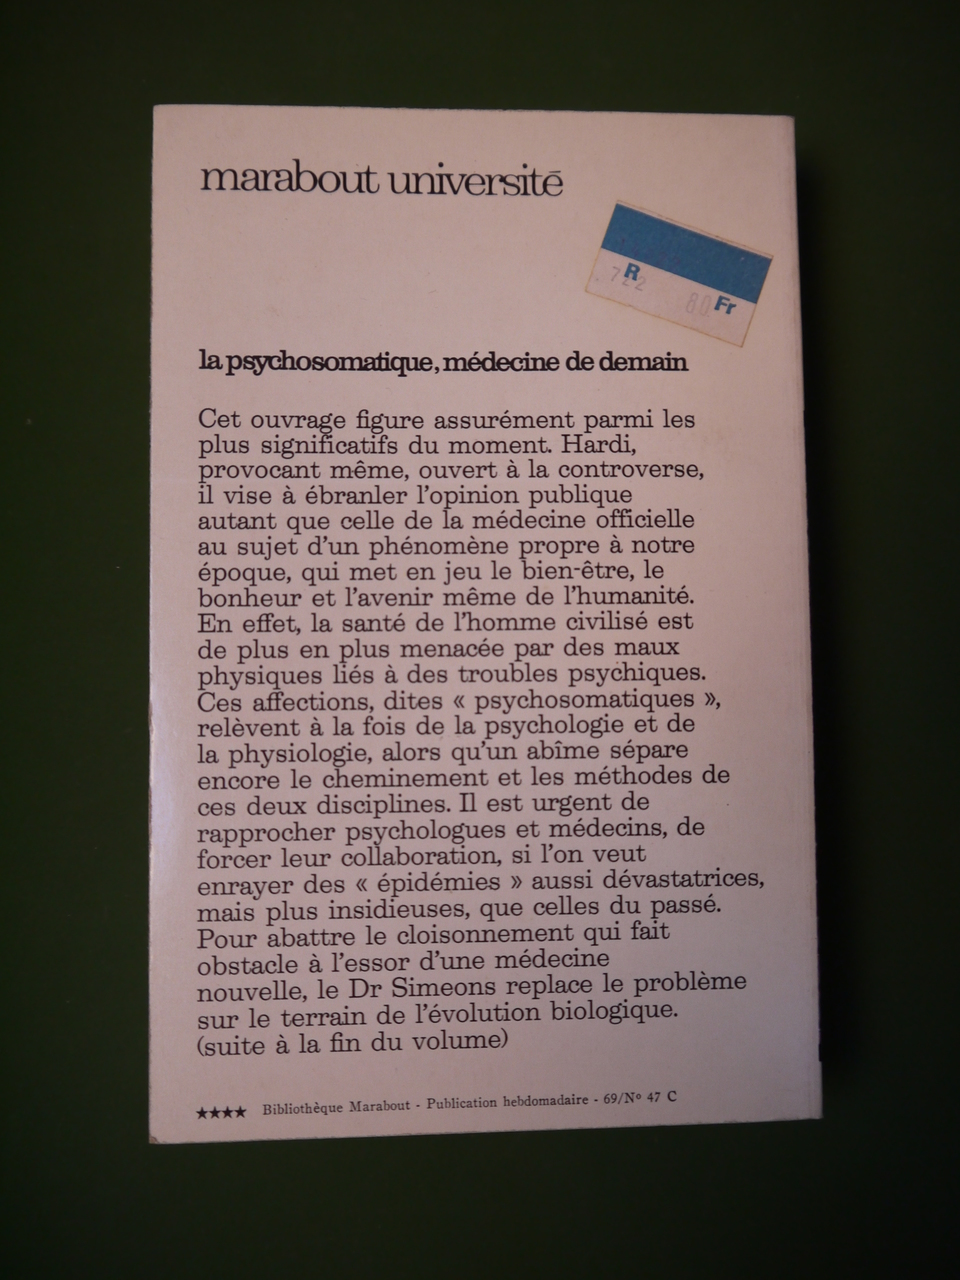 marabout université
R
722
80 Fr
la psychosomatique, médecine de demain
Cet ouvrage figure assurément parmi les
plus significatifs du moment. Hardi,
provocant même, ouvert à la controverse,
il vise à ébranler l'opinion publique
autant que celle de la médecine officielle
au sujet d'un phénomène propre à notre
époque, qui met en jeu le bien-être, le
bonheur et l'avenir même de l'humanité.
En effet, la santé de l'homme civilisé est
de plus en plus menacée par des maux
physiques liés à des troubles psychiques.
Ces affections, dites « psychosomatiques »,
relèvent à la fois de la psychologie et de
la physiologie, alors qu'un abîme sépare
encore le cheminement et les méthodes de
ces deux disciplines. Il est urgent de
rapprocher psychologues et médecins, de
forcer leur collaboration, si l'on veut
enrayer des « épidémies » aussi dévastatrices,
mais plus insidieuses, que celles du passé.
Pour abattre le cloisonnement qui fait
obstacle à l'essor d'une médecine
nouvelle, le Dr Simeons replace le problème
sur le terrain de l'évolution biologique.
(suite à la fin du volume)
★★★★ Bibliothèque Marabout - Publication hebdomadaire - 69/Nº 47 C